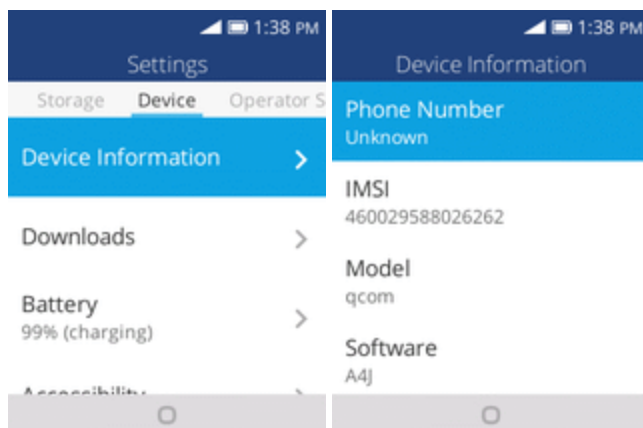 1:38 PM
Settings
Storage Device Operator S
Device Information
Downloads
Battery
99% (charging)
Accessibility
1:38 PM
Device Information
Phone Number
Unknown
IMSI
460029588026262
Model
qcom
Software
A4J